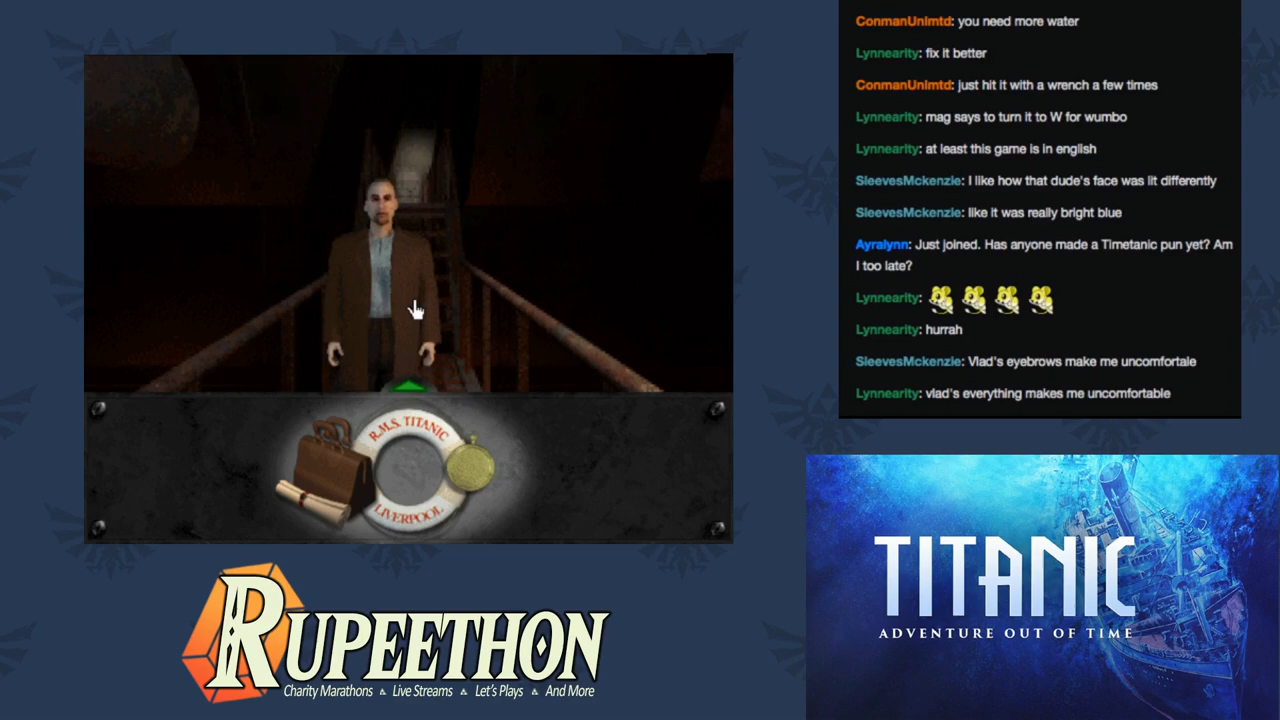 ConmanUnlmtd: you need more water
Lynnearity: fix it better
ConmanUnlmtd: just hit it with a wrench a few times
Lynnearity: mag says to turn it to W for wumbo
Lynnearity: at least this game is in english
SleevesMckenzie: I like how that dude's face was lit differently
SleevesMckenzie: like it was really bright blue
Ayralynn: Just joined. Has anyone made a Timetanic pun yet? Am
I too late?
Lynnearity:
Lynnearity: hurrah
SleevesMckenzie: Vlad's eyebrows make me uncomfortale
Lynnearity: vlad's everything makes me uncomfortable
R.M.S. TITANIC
LIVERPOOL
RUPEETHON
Charity Marathons Live Streams Let's Plays And More
TITANIC
ADVENTURE OUT OF TIME